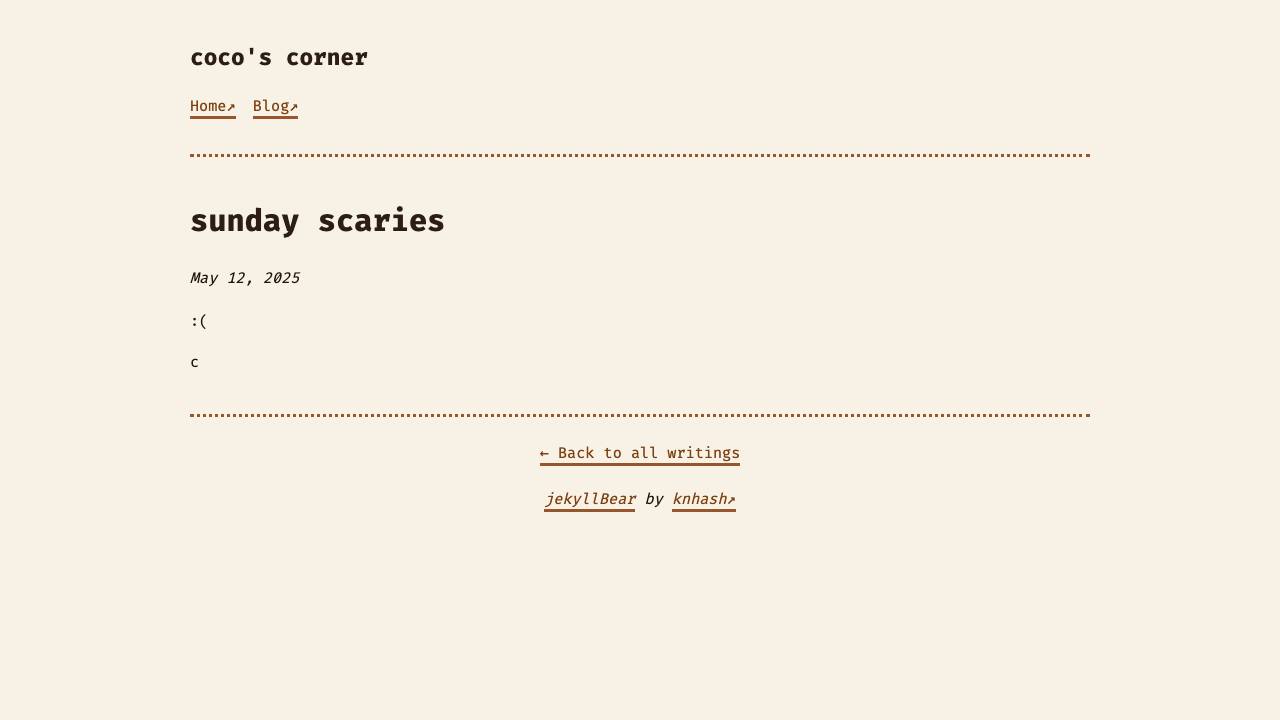 coco's corner
Home↗ Blog↗
sunday scaries
May 12, 2025
:(
c
← Back to all writings
jekyllBear by knhash↗